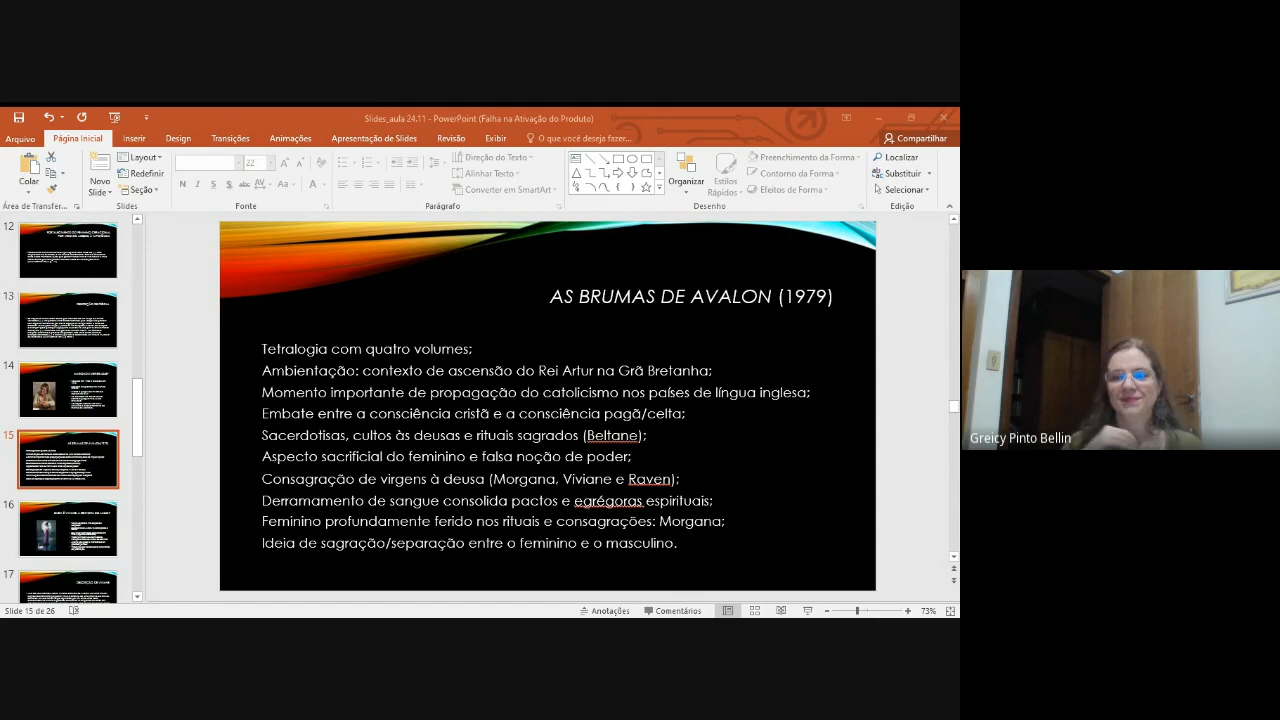 Slides_aula 24.11 - PowerPoint (Falha na Ativação do Produto)
Arquivo Página Inicial Inserir Design Transições Animações Apresentação de Slides Revisão Exibir O que você deseja fazer... Compartilhar
Colar
Novo Slide
Layout
Redefinir
Seção
22
N I S S abc AV Aa A
Direção do Texto
Alinhar Texto
Converter em SmartArt
Organizar
Estilos Rápidos
Preenchimento da Forma
Contorno da Forma
Efeitos de Forma
Localizar
Substituir
Selecionar
Área de Transfer... Slides Fonte Parágrafo Desenho Edição
12
13
14
15
16
17
AS BRUMAS DE AVALON (1979)
Tetralogia com quatro volumes;
Ambientação: contexto de ascensão do Rei Artur na Grã Bretanha;
Momento importante de propagação do catolicismo nos países de língua inglesa;
Embate entre a consciência cristã e a consciência pagã/celta;
Sacerdotisas, cultos às deusas e rituais sagrados (Beltane);
Aspecto sacrificial do feminino e falsa noção de poder;
Consagração de virgens à deusa (Morgana, Viviane e Raven);
Derramamento de sangue consolida pactos e egrégoras espirituais;
Feminino profundamente ferido nos rituais e consagrações: Morgana;
Ideia de sagração/separação entre o feminino e o masculino.
Greicy Pinto Bellin
Slide 15 de 26 Anotações Comentários 73%